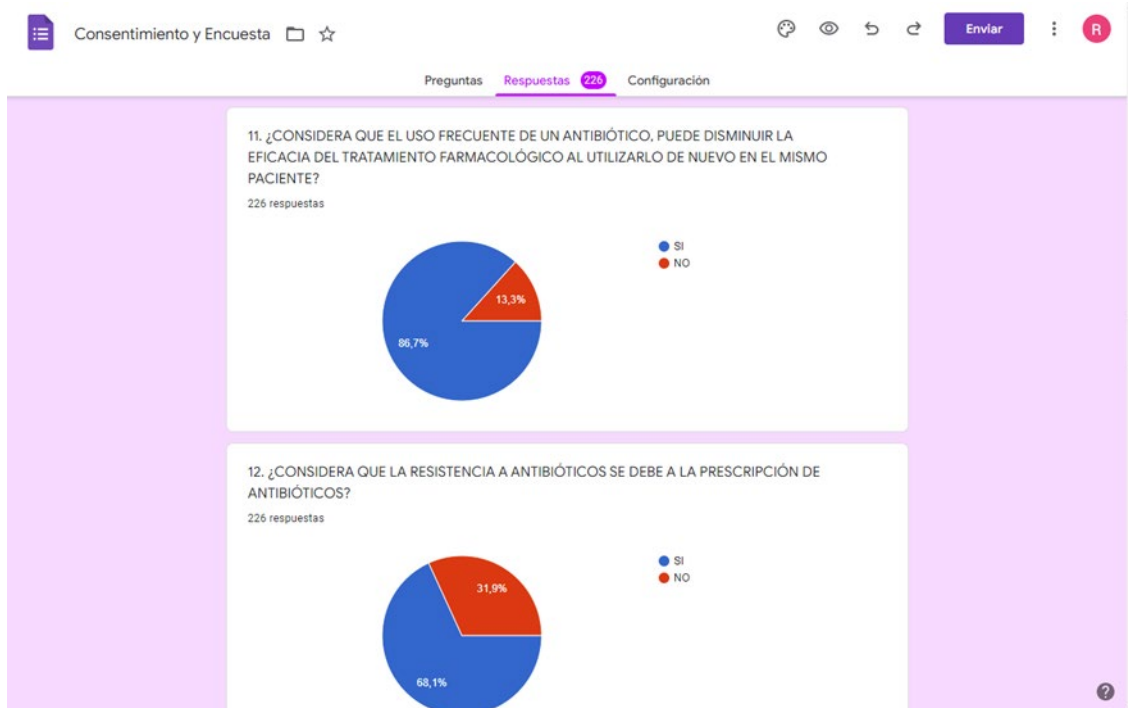 Consentimiento y Encuesta
Enviar
R
Preguntas Respuestas 226 Configuración
11. ¿CONSIDERA QUE EL USO FRECUENTE DE UN ANTIBIÓTICO, PUEDE DISMINUIR LA
EFICACIA DEL TRATAMIENTO FARMACOLÓGICO AL UTILIZARLO DE NUEVO EN EL MISMO
PACIENTE?
226 respuestas
SI
NO
13,3%
86,7%
12. ¿CONSIDERA QUE LA RESISTENCIA A ANTIBIÓTICOS SE DEBE A LA PRESCRIPCIÓN DE
ANTIBIÓTICOS?
226 respuestas
SI
NO
31,9%
68,1%